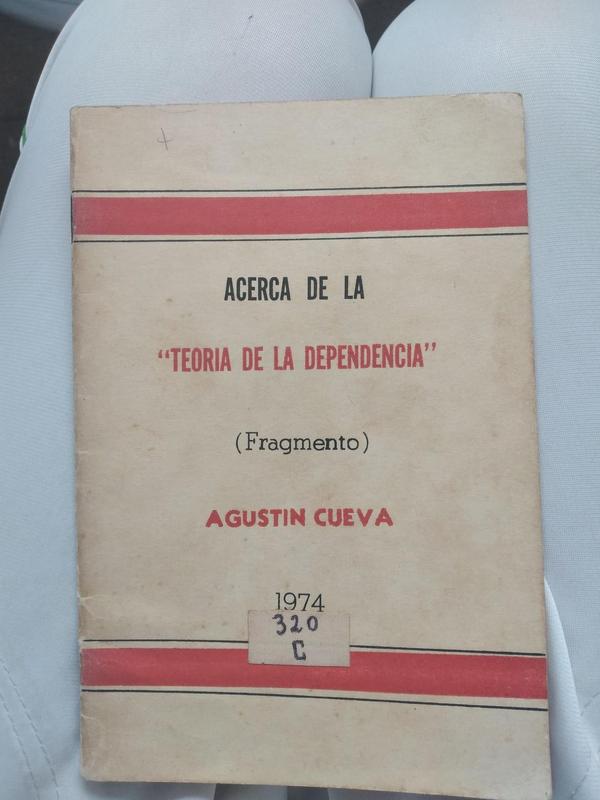 ACERCA DE LA
"TEORIA DE LA DEPENDENCIA"
(Fragmento)
AGUSTIN CUEVA
1974
320
C